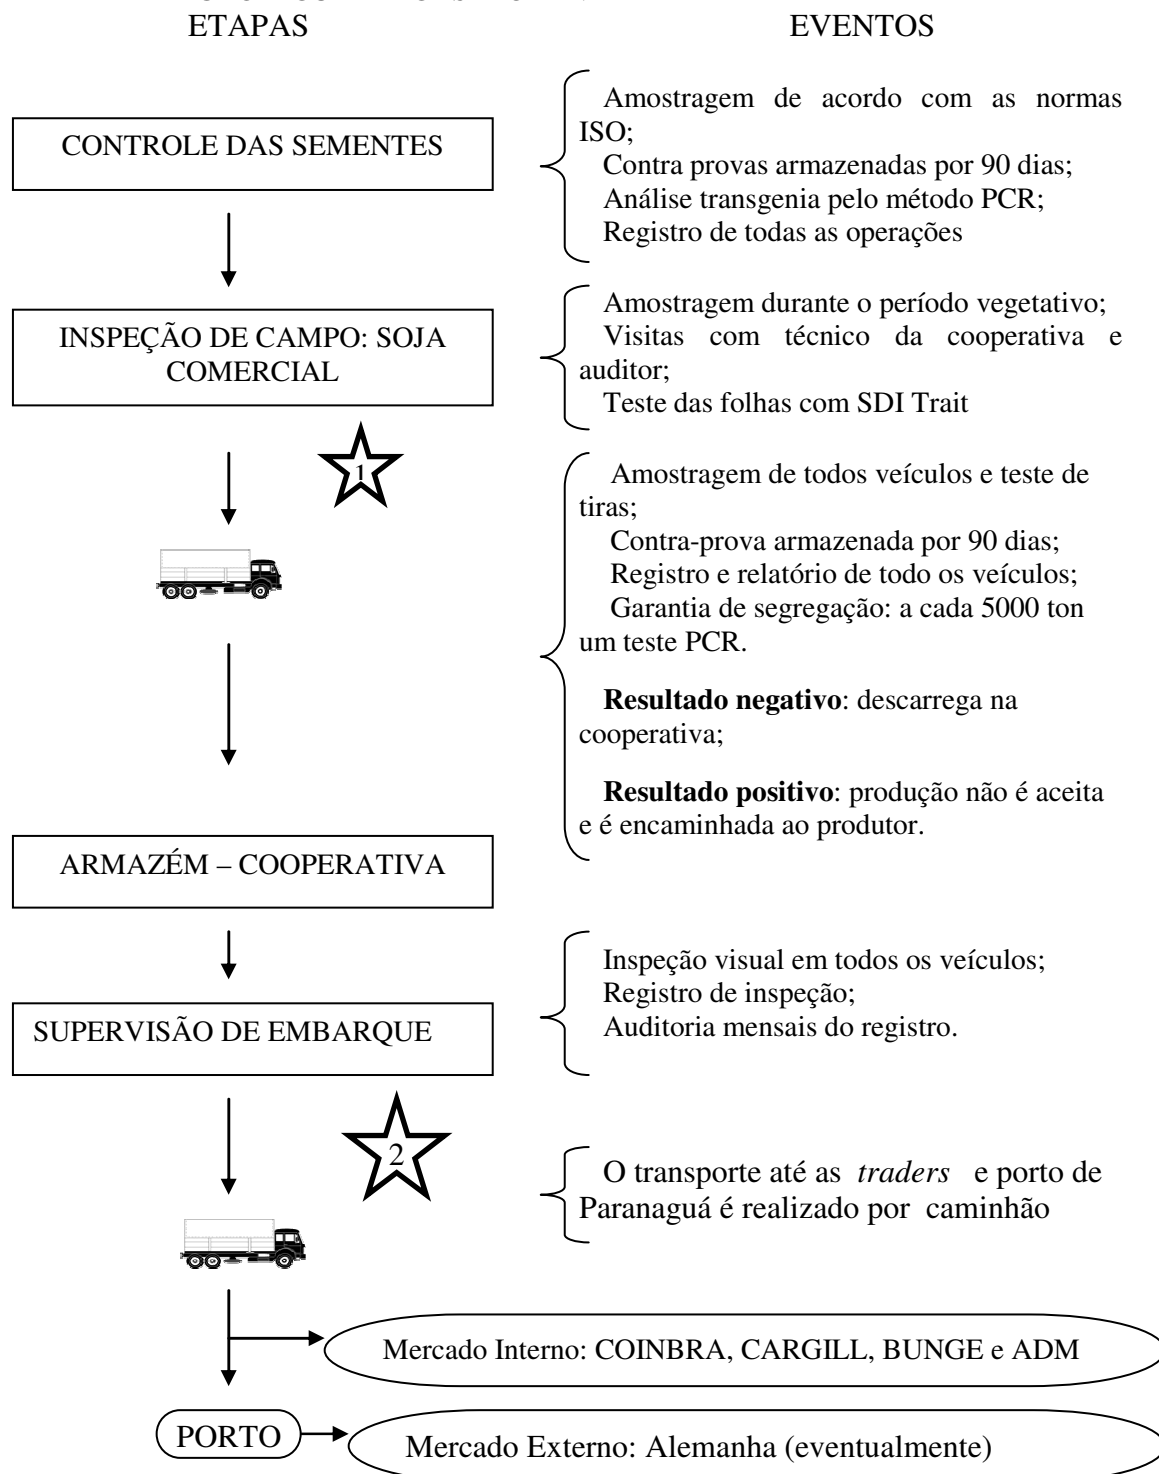 ETAPAS
EVENTOS
CONTROLE DAS SEMENTES
Amostragem de acordo com as normas
ISO;
Contra provas armazenadas por 90 dias;
Análise transgenia pelo método PCR;
Registro de todas as operações
INSPEÇÃO DE CAMPO: SOJA
COMERCIAL
Amostragem durante o período vegetativo;
Visitas com técnico da cooperativa e
auditor;
Teste das folhas com SDI Trait
1
Amostragem de todos veículos e teste de
tiras;
Contra-prova armazenada por 90 dias;
Registro e relatório de todo os veículos;
Garantia de segregação: a cada 5000 ton
um teste PCR.
Resultado negativo: descarrega na
cooperativa;
Resultado positivo: produção não é aceita
e é encaminhada ao produtor.
ARMAZÉM – COOPERATIVA
SUPERVISÃO DE EMBARQUE
Inspeção visual em todos os veículos;
Registro de inspeção;
Auditoria mensais do registro.
2
O transporte até as traders e porto de
Paranaguá é realizado por caminhão
Mercado Interno: COINBRA, CARGILL, BUNGE e ADM
PORTO
Mercado Externo: Alemanha (eventualmente)